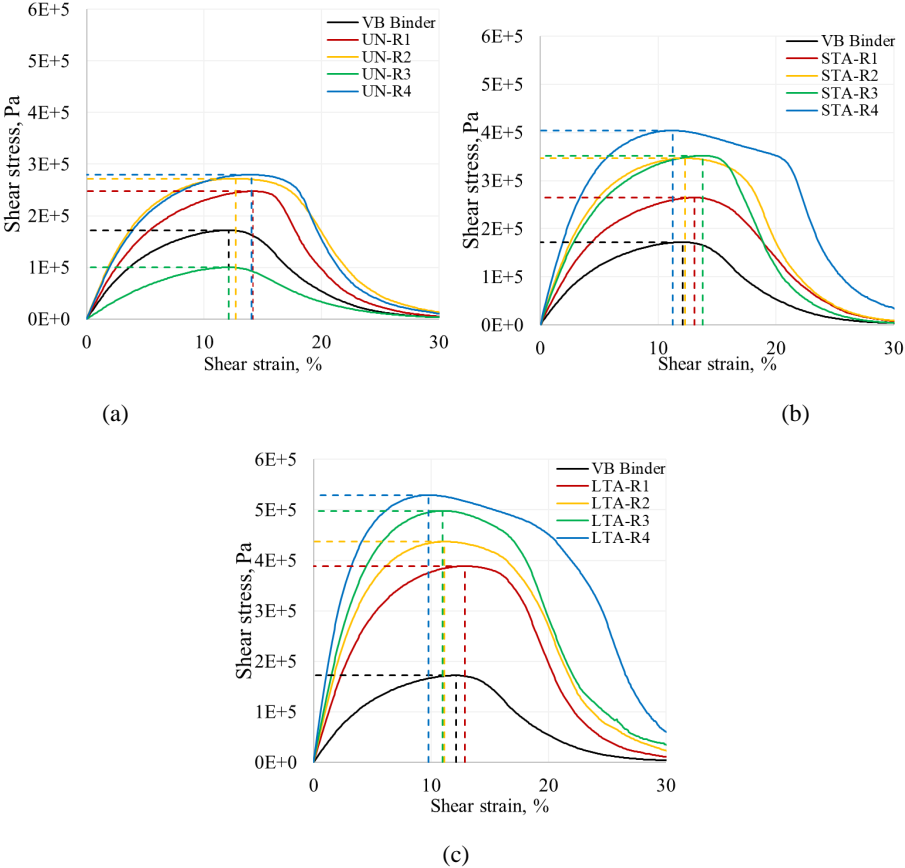 6E+5
5E+5
4E+5
3E+5
2E+5
1E+5
0E+0
Shear stress, Pa
0
10
20
30
Shear strain, %
VB Binder
UN-R1
UN-R2
UN-R3
UN-R4
(a)
6E+5
5E+5
4E+5
3E+5
2E+5
1E+5
0E+0
Shear stress, Pa
0
10
20
30
Shear strain, %
VB Binder
STA-R1
STA-R2
STA-R3
STA-R4
(b)
6E+5
5E+5
4E+5
3E+5
2E+5
1E+5
0E+0
Shear stress, Pa
0
10
20
30
Shear strain, %
VB Binder
LTA-R1
LTA-R2
LTA-R3
LTA-R4
(c)